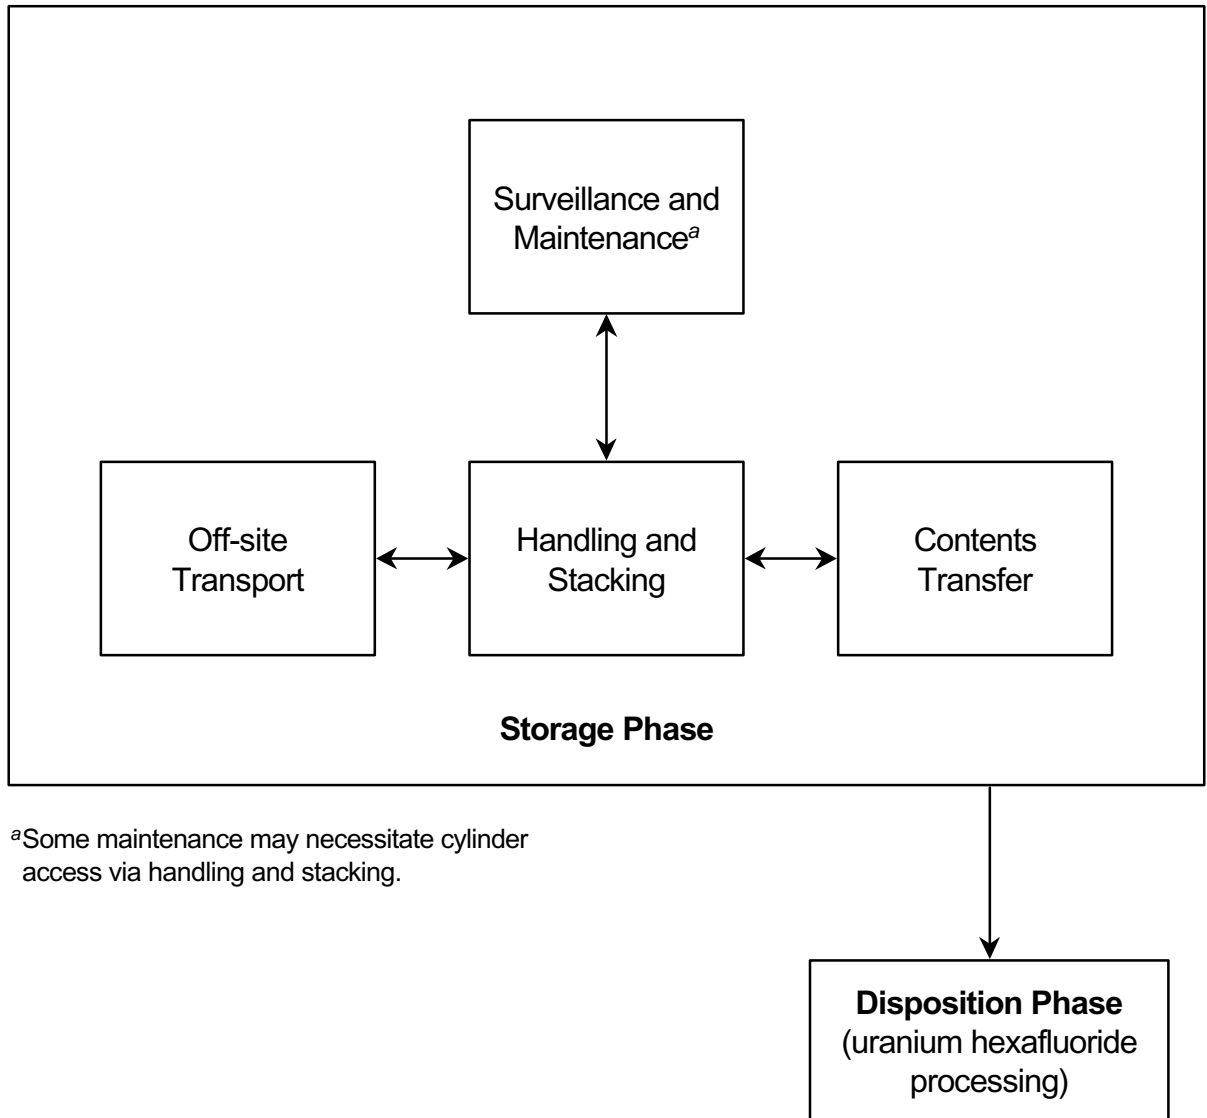 Surveillance and
Maintenanceᵃ
Off-site
Transport
Handling and
Stacking
Contents
Transfer
Storage Phase
ᵃSome maintenance may necessitate cylinder
access via handling and stacking.
Disposition Phase
(uranium hexafluoride
processing)